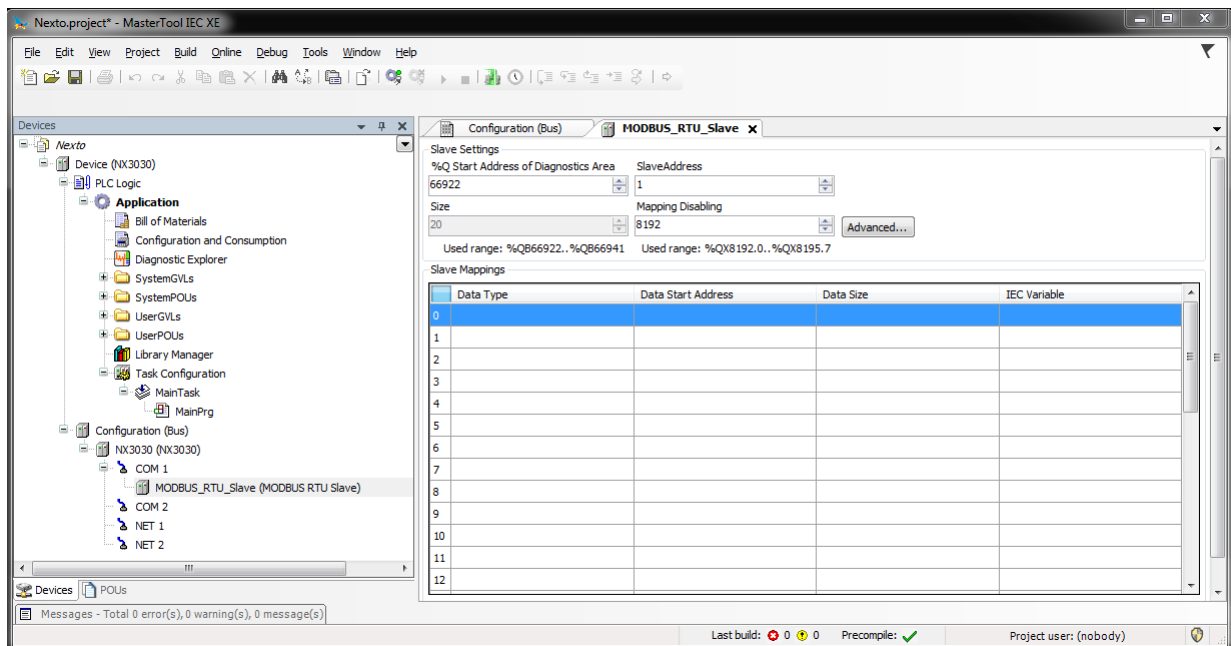 Nexto.project* - MasterTool IEC XE
File Edit View Project Build Online Debug Tools Window Help
Devices
Nexto
Device (NX3030)
PLC Logic
Application
Bill of Materials
Configuration and Consumption
Diagnostic Explorer
SystemGVLs
SystemPOUs
UserGVLs
UserPOUs
Library Manager
Task Configuration
MainTask
MainPrg
Configuration (Bus)
NX3030 (NX3030)
COM 1
MODBUS_RTU_Slave (MODBUS RTU Slave)
COM 2
NET 1
NET 2
Devices POUs
Configuration (Bus) MODBUS_RTU_Slave X
Slave Settings
%Q Start Address of Diagnostics Area SlaveAddress
66922 1
Size Mapping Disabling
20 8192 Advanced...
Used range: %QB66922..%QB66941 Used range: %QX8192.0..%QX8195.7
Slave Mappings
Data Type Data Start Address Data Size IEC Variable
0
1
2
3
4
5
6
7
8
9
10
11
12
Messages - Total 0 error(s), 0 warning(s), 0 message(s)
Last build: 0 0 Precompile: Project user: (nobody)